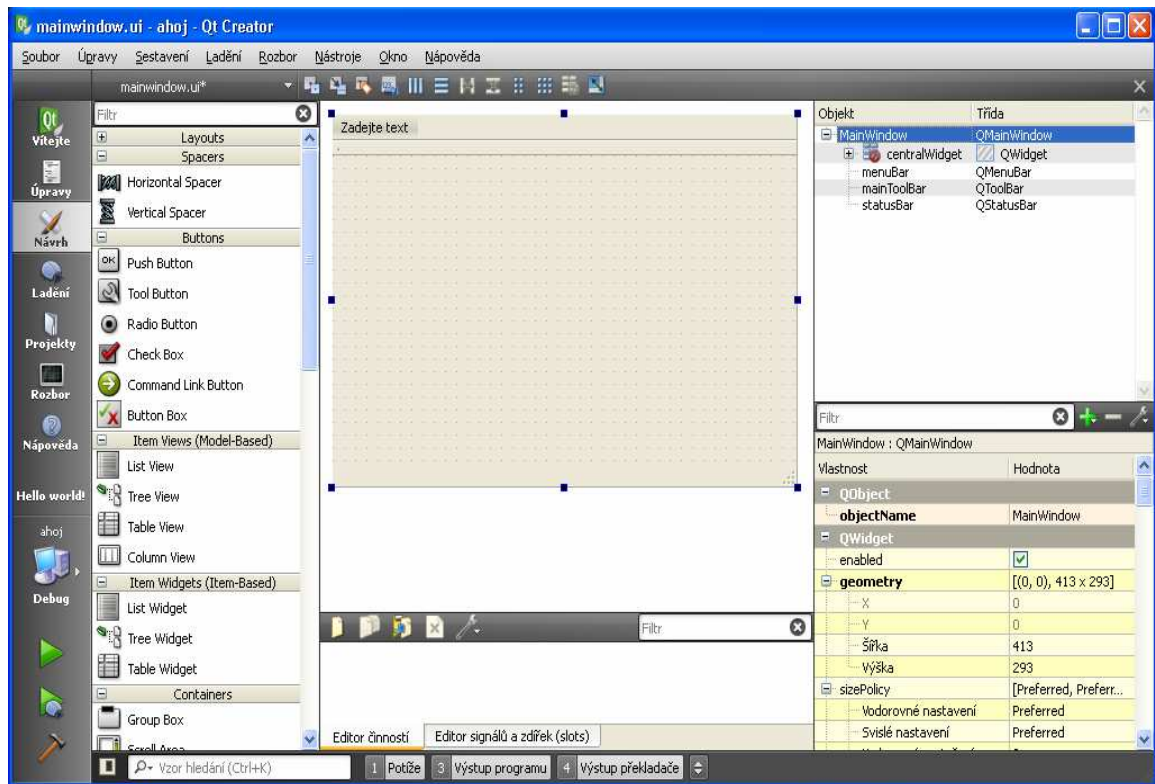 mainwindow.ui - ahoj - Qt Creator
Soubor Úpravy Sestavení Ladění Rozbor Nástroje Okno Nápověda
mainwindow.ui*
Vítejte
Úpravy
Návrh
Ladění
Projekty
Rozbor
Nápověda
Hello world!
ahoj
Debug
Filtr
Layouts
Spacers
Horizontal Spacer
Vertical Spacer
Buttons
Push Button
Tool Button
Radio Button
Check Box
Command Link Button
Button Box
Item Views (Model-Based)
List View
Tree View
Table View
Column View
Item Widgets (Item-Based)
List Widget
Tree Widget
Table Widget
Containers
Group Box
Scroll Area
Zadejte text
Filtr
Editor činností Editor signálů a zdířek (slots)
Objekt Třída
MainWindow QMainWindow
centralWidget QWidget
menuBar QMenuBar
mainToolBar QToolBar
statusBar QStatusBar
Filtr
MainWindow : QMainWindow
Vlastnost Hodnota
QObject
objectName MainWindow
QWidget
enabled
geometry [(0, 0), 413 x 293]
X 0
Y 0
Šířka 413
Výška 293
sizePolicy [Preferred, Preferr...
Vodorovné nastavení Preferred
Svislé nastavení Preferred
Vzor hledání (Ctrl+K) 1 Potíže 3 Výstup programu 4 Výstup překladače